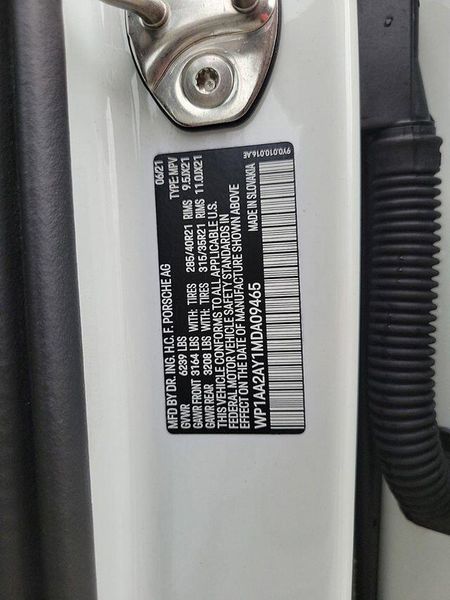 MFD BY DR. ING. H.C. F. PORSCHE AG 06/21
GVWR 6239 LBS TYPE: MPV
GAWR FRONT 3164 LBS WITH: TIRES 285/40R21 RIMS 9.5JX21
GAWR REAR 3208 LBS WITH: TIRES 315/35R21 RIMS 11.0JX21
THIS VEHICLE CONFORMS TO ALL APPLICABLE U.S.
FEDERAL MOTOR VEHICLE SAFETY STANDARDS IN
EFFECT ON THE DATE OF MANUFACTURE SHOWN ABOVE
WP1AA2AY1MDA09465 MADE IN SLOVAKIA
9Y0.010.016.AE